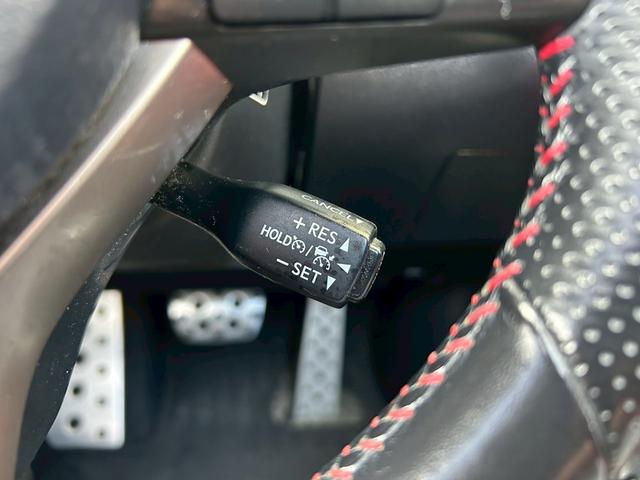 CANCEL
+ RES
HOLD /
− SET